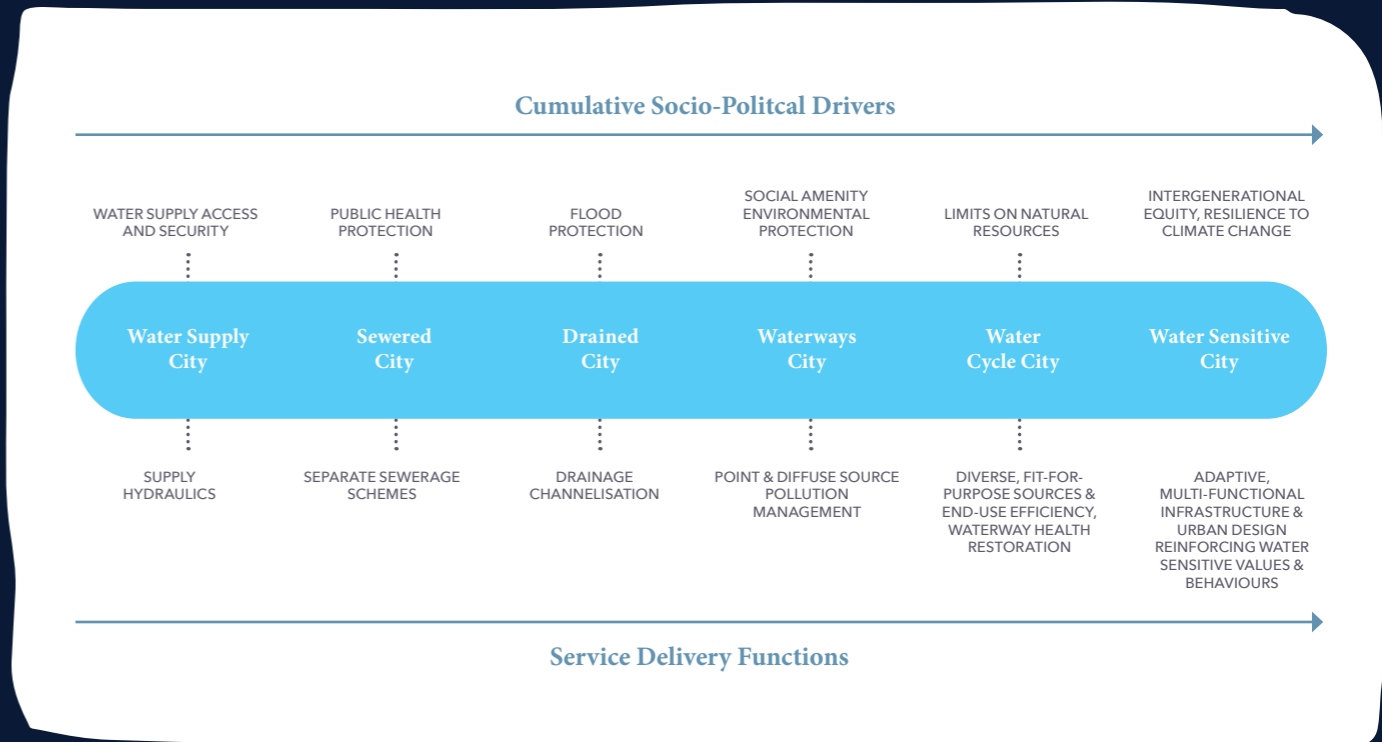 Cumulative Socio-Politcal Drivers
WATER SUPPLY ACCESS
AND SECURITY
PUBLIC HEALTH
PROTECTION
FLOOD
PROTECTION
SOCIAL AMENITY
ENVIRONMENTAL
PROTECTION
LIMITS ON NATURAL
RESOURCES
INTERGENERATIONAL
EQUITY, RESILIENCE TO
CLIMATE CHANGE
Water Supply
City
Sewered
City
Drained
City
Waterways
City
Water
Cycle City
Water Sensitive
City
SUPPLY
HYDRAULICS
SEPARATE SEWERAGE
SCHEMES
DRAINAGE
CHANNELISATION
POINT & DIFFUSE SOURCE
POLLUTION
MANAGEMENT
DIVERSE, FIT-FOR-
PURPOSE SOURCES &
END-USE EFFICIENCY,
WATERWAY HEALTH
RESTORATION
ADAPTIVE,
MULTI-FUNCTIONAL
INFRASTRUCTURE &
URBAN DESIGN
REINFORCING WATER
SENSITIVE VALUES &
BEHAVIOURS
Service Delivery Functions